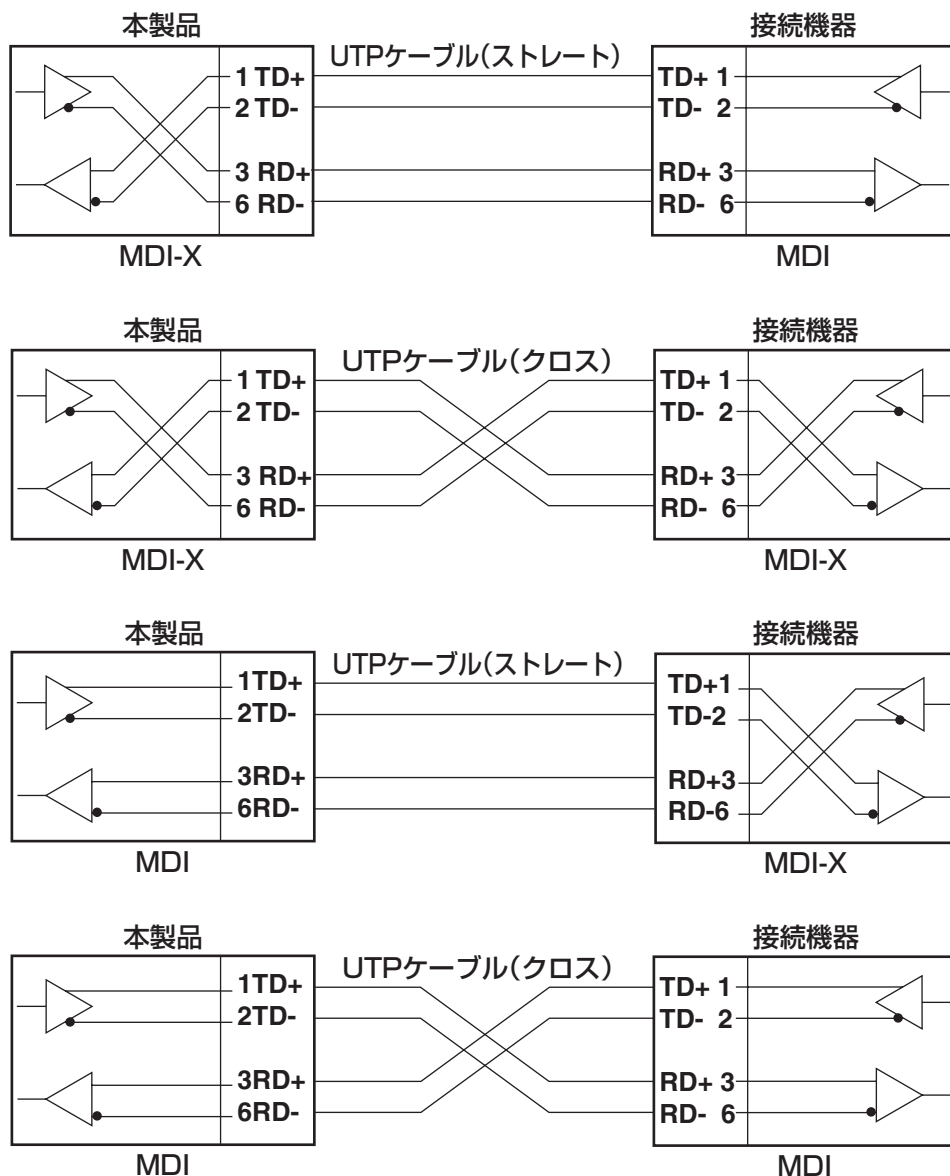 本製品
接続機器
UTPケーブル(ストレート)
1 TD+
2 TD-
3 RD+
6 RD-
TD+ 1
TD- 2
RD+ 3
RD- 6
MDI-X
MDI
本製品
接続機器
UTPケーブル(クロス)
1 TD+
2 TD-
3 RD+
6 RD-
TD+ 1
TD- 2
RD+ 3
RD- 6
MDI-X
MDI-X
本製品
接続機器
UTPケーブル(ストレート)
1TD+
2TD-
3RD+
6RD-
TD+1
TD-2
RD+3
RD-6
MDI
MDI-X
本製品
接続機器
UTPケーブル(クロス)
1TD+
2TD-
3RD+
6RD-
TD+ 1
TD- 2
RD+ 3
RD- 6
MDI
MDI